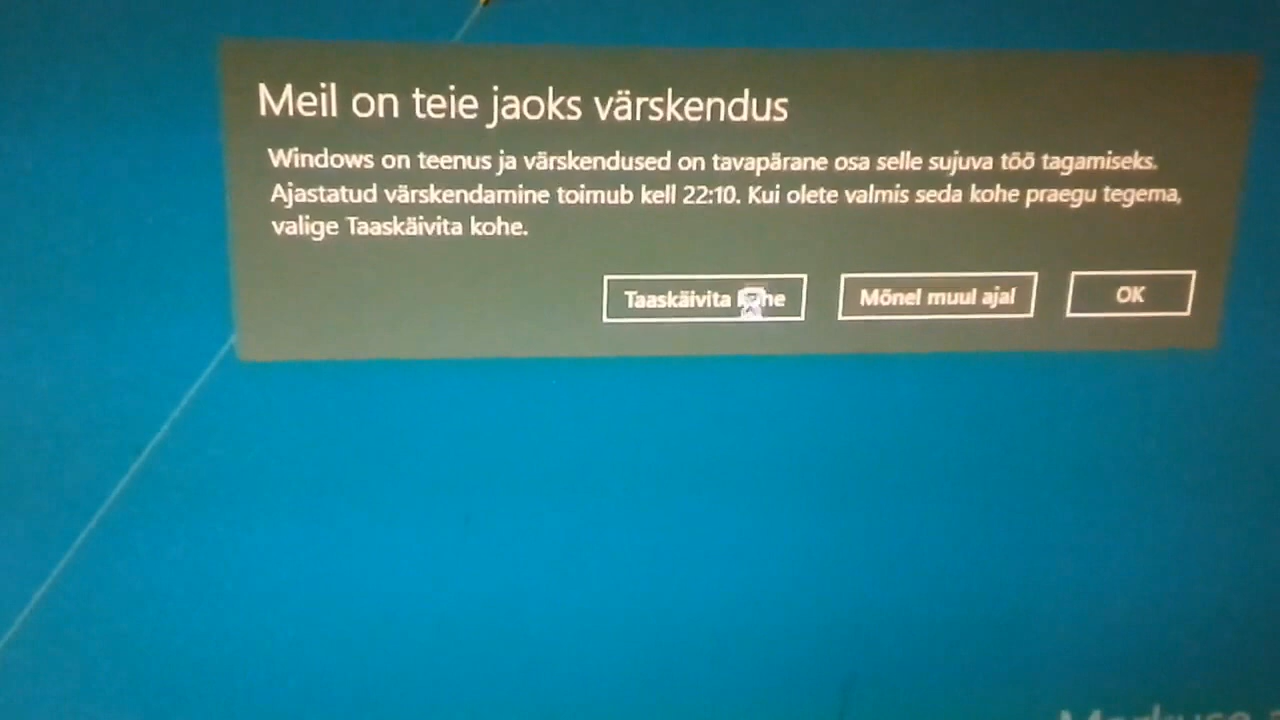 Meil on teie jaoks värskendus
Windows on teenus ja värskendused on tavapärane osa selle sujuva töö tagamiseks.
Ajastatud värskendamine toimub kell 22:10. Kui olete valmis seda kohe praegu tegema,
valige Taaskäivita kohe.
Taaskäivita kohe Mõnel muul ajal OK